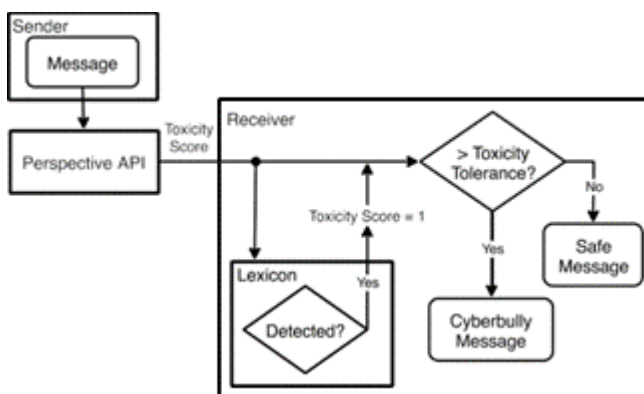 Sender
Message
Perspective API
Toxicity
Score
Receiver
> Toxicity
Tolerance?
No
Toxicity Score = 1
Yes
Safe
Message
Lexicon
Yes
Detected?
Cyberbully
Message